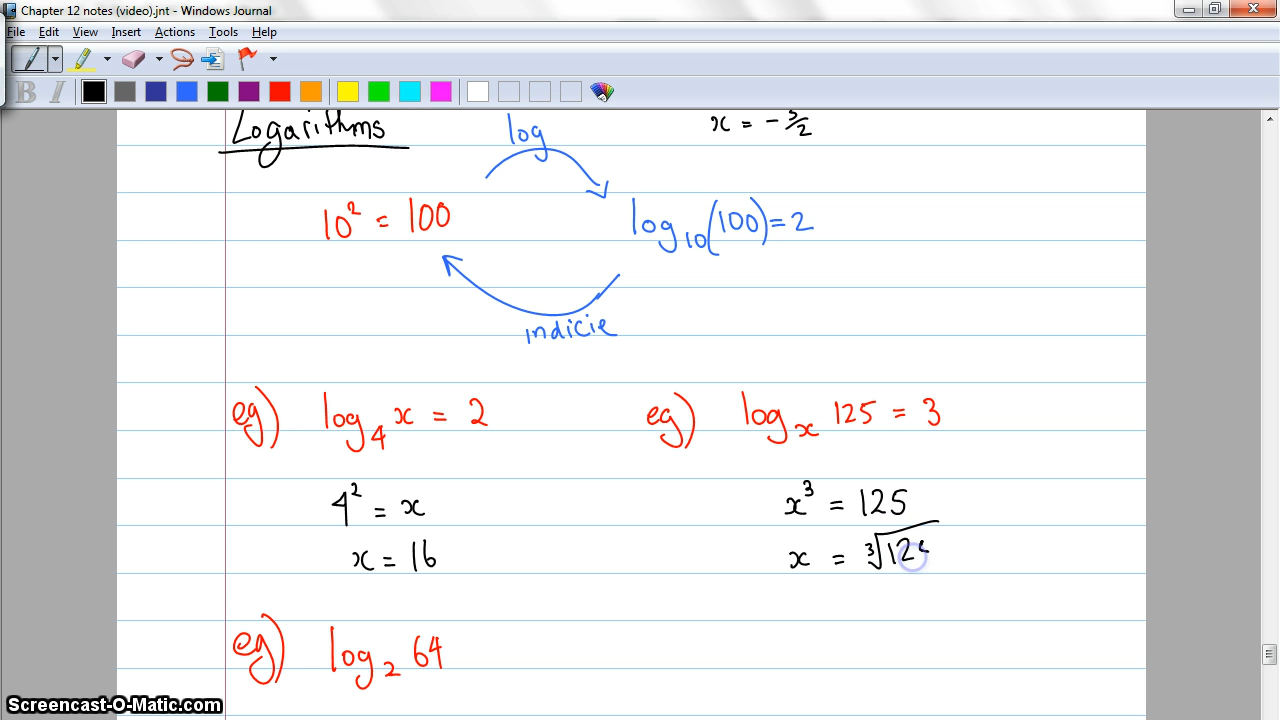 Chapter 12 notes (video).jnt - Windows Journal
File Edit View Insert Actions Tools Help
B I
Logarithms
x = - 3/2
log
10² = 100
log₁₀(100) = 2
indicie
eg) log₄ x = 2
eg) logₓ 125 = 3
4² = x
x³ = 125
x = 16
x = ³√12
eg) log₂ 64
Screencast-O-Matic.com